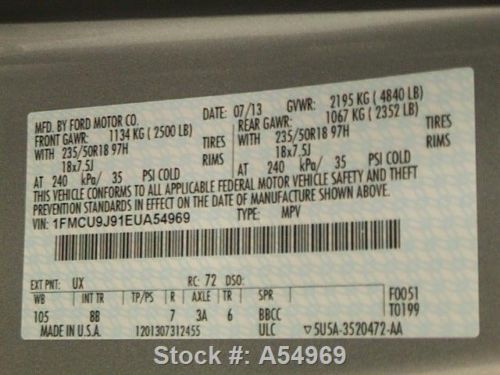 MFD. BY FORD MOTOR CO. DATE: 07/13 GVWR: 2195 KG ( 4840 LB)
FRONT GAWR: 1134 KG ( 2500 LB) REAR GAWR: 1067 KG ( 2352 LB)
WITH 235/50R18 97H TIRES WITH 235/50R18 97H TIRES
18x7.5J RIMS 18x7.5J RIMS
AT 240 kPa/ 35 PSI COLD AT 240 kPa/ 35 PSI COLD
THIS VEHICLE CONFORMS TO ALL APPLICABLE FEDERAL MOTOR VEHICLE SAFETY AND THEFT
PREVENTION STANDARDS IN EFFECT ON THE DATE OF MANUFACTURE SHOWN ABOVE.
VIN: 1FMCU9J91EUA54969 TYPE: MPV
EXT PNT: UX RC: 72 DSO: F0051
WB INT TR TP/PS R AXLE TR SPR T0199
105 8B 7 3A 6 BBCC
MADE IN U.S.A. 1201307312455 ULC ▽5U5A-3520472-AA
Stock #: A54969